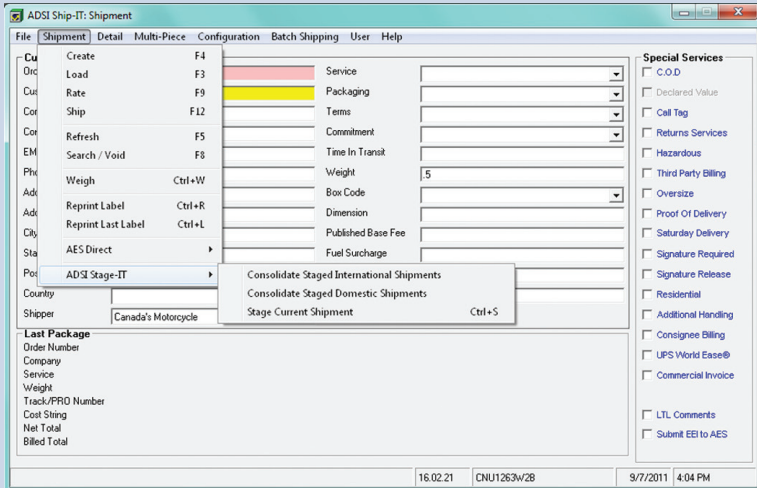 ADSI Ship-IT: Shipment
File Shipment Detail Multi-Piece Configuration Batch Shipping User Help
Create F4
Load F3
Rate F9
Ship F12
Refresh F5
Search / Void F8
Weigh Ctrl+W
Reprint Label Ctrl+R
Reprint Last Label Ctrl+L
AES Direct
ADSI Stage-IT
Consolidate Staged International Shipments
Consolidate Staged Domestic Shipments
Stage Current Shipment Ctrl+S
Country
Shipper Canada's Motorcycle
Service
Packaging
Terms
Commitment
Time In Transit
Weight .5
Box Code
Dimension
Published Base Fee
Fuel Surcharge
Special Services
C.O.D
Declared Value
Call Tag
Returns Services
Hazardous
Third Party Billing
Oversize
Proof Of Delivery
Saturday Delivery
Signature Required
Signature Release
Residential
Additional Handling
Consignee Billing
UPS World Ease®
Commercial Invoice
LTL Comments
Submit EEI to AES
Last Package
Order Number
Company
Service
Weight
Track/PRO Number
Cost String
Net Total
Billed Total
16.02.21 CNU1263W2B 9/7/2011 4:04 PM